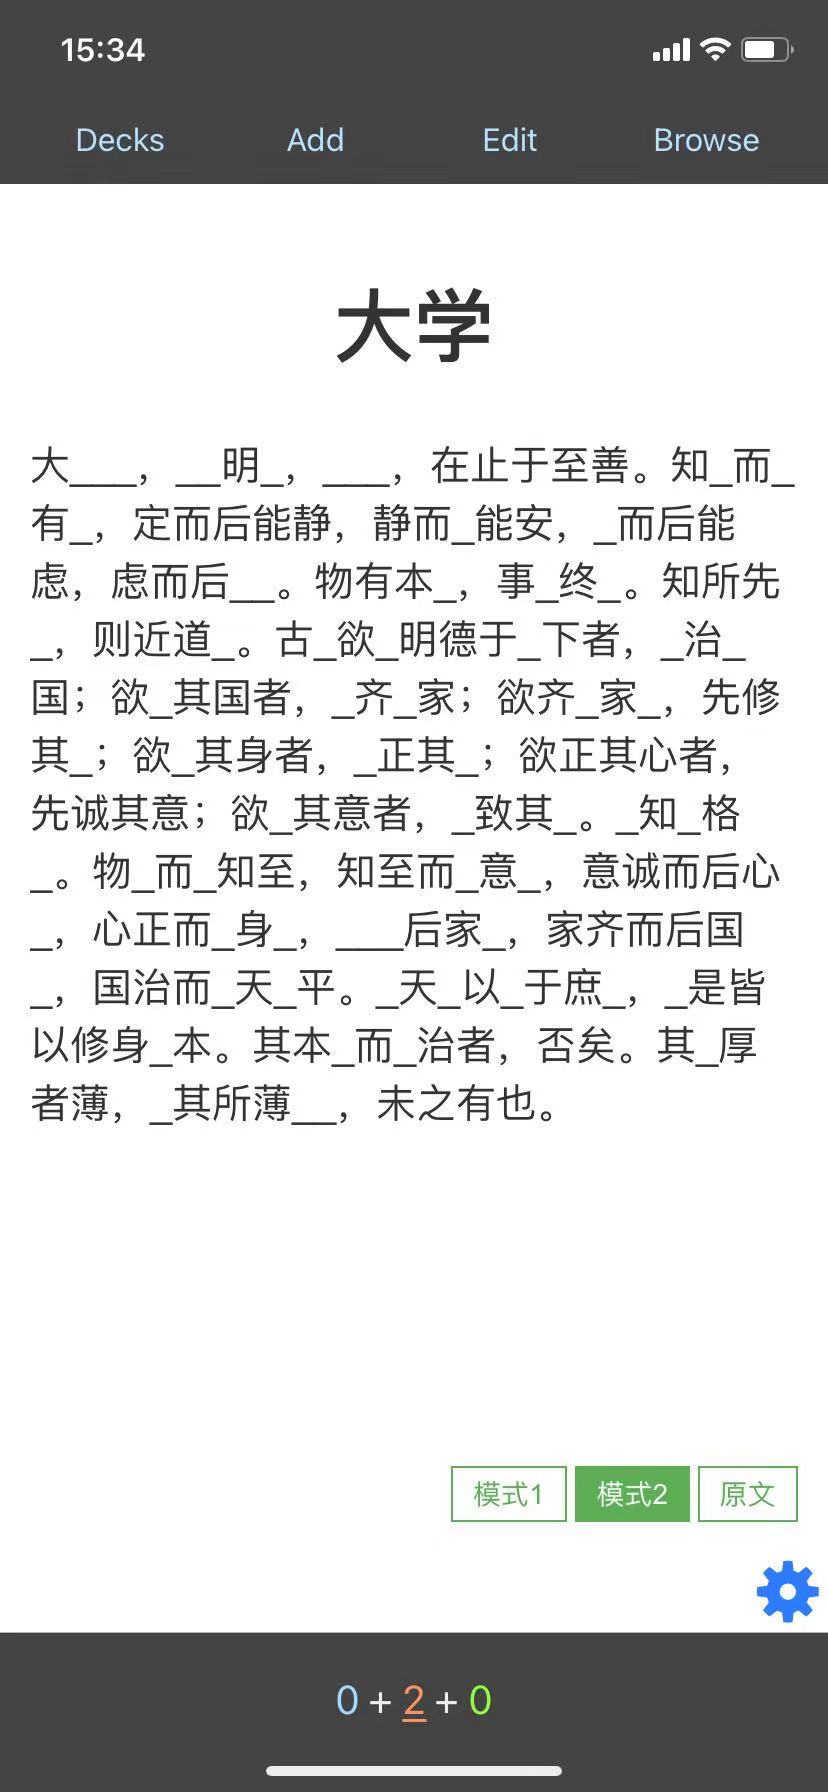 15:34
Decks Add Edit Browse
大学
大___，__明_，___，在止于至善。知_而_
有_，定而后能静，静而_能安，_而后能
虑，虑而后__。物有本_，事_终_。知所先
_，则近道_。古_欲_明德于_下者，_治_
国；欲_其国者，_齐_家；欲齐_家_，先修
其_；欲_其身者，_正其_；欲正其心者，
先诚其意；欲_其意者，_致其_。_知_格
_。物_而_知至，知至而_意_，意诚而后心
_，心正而_身_，___后家_，家齐而后国
_，国治而_天_平。_天_以_于庶_，_是皆
以修身_本。其本_而_治者，否矣。其_厚
者薄，_其所薄__，未之有也。
模式1 模式2 原文
0 + 2 + 0